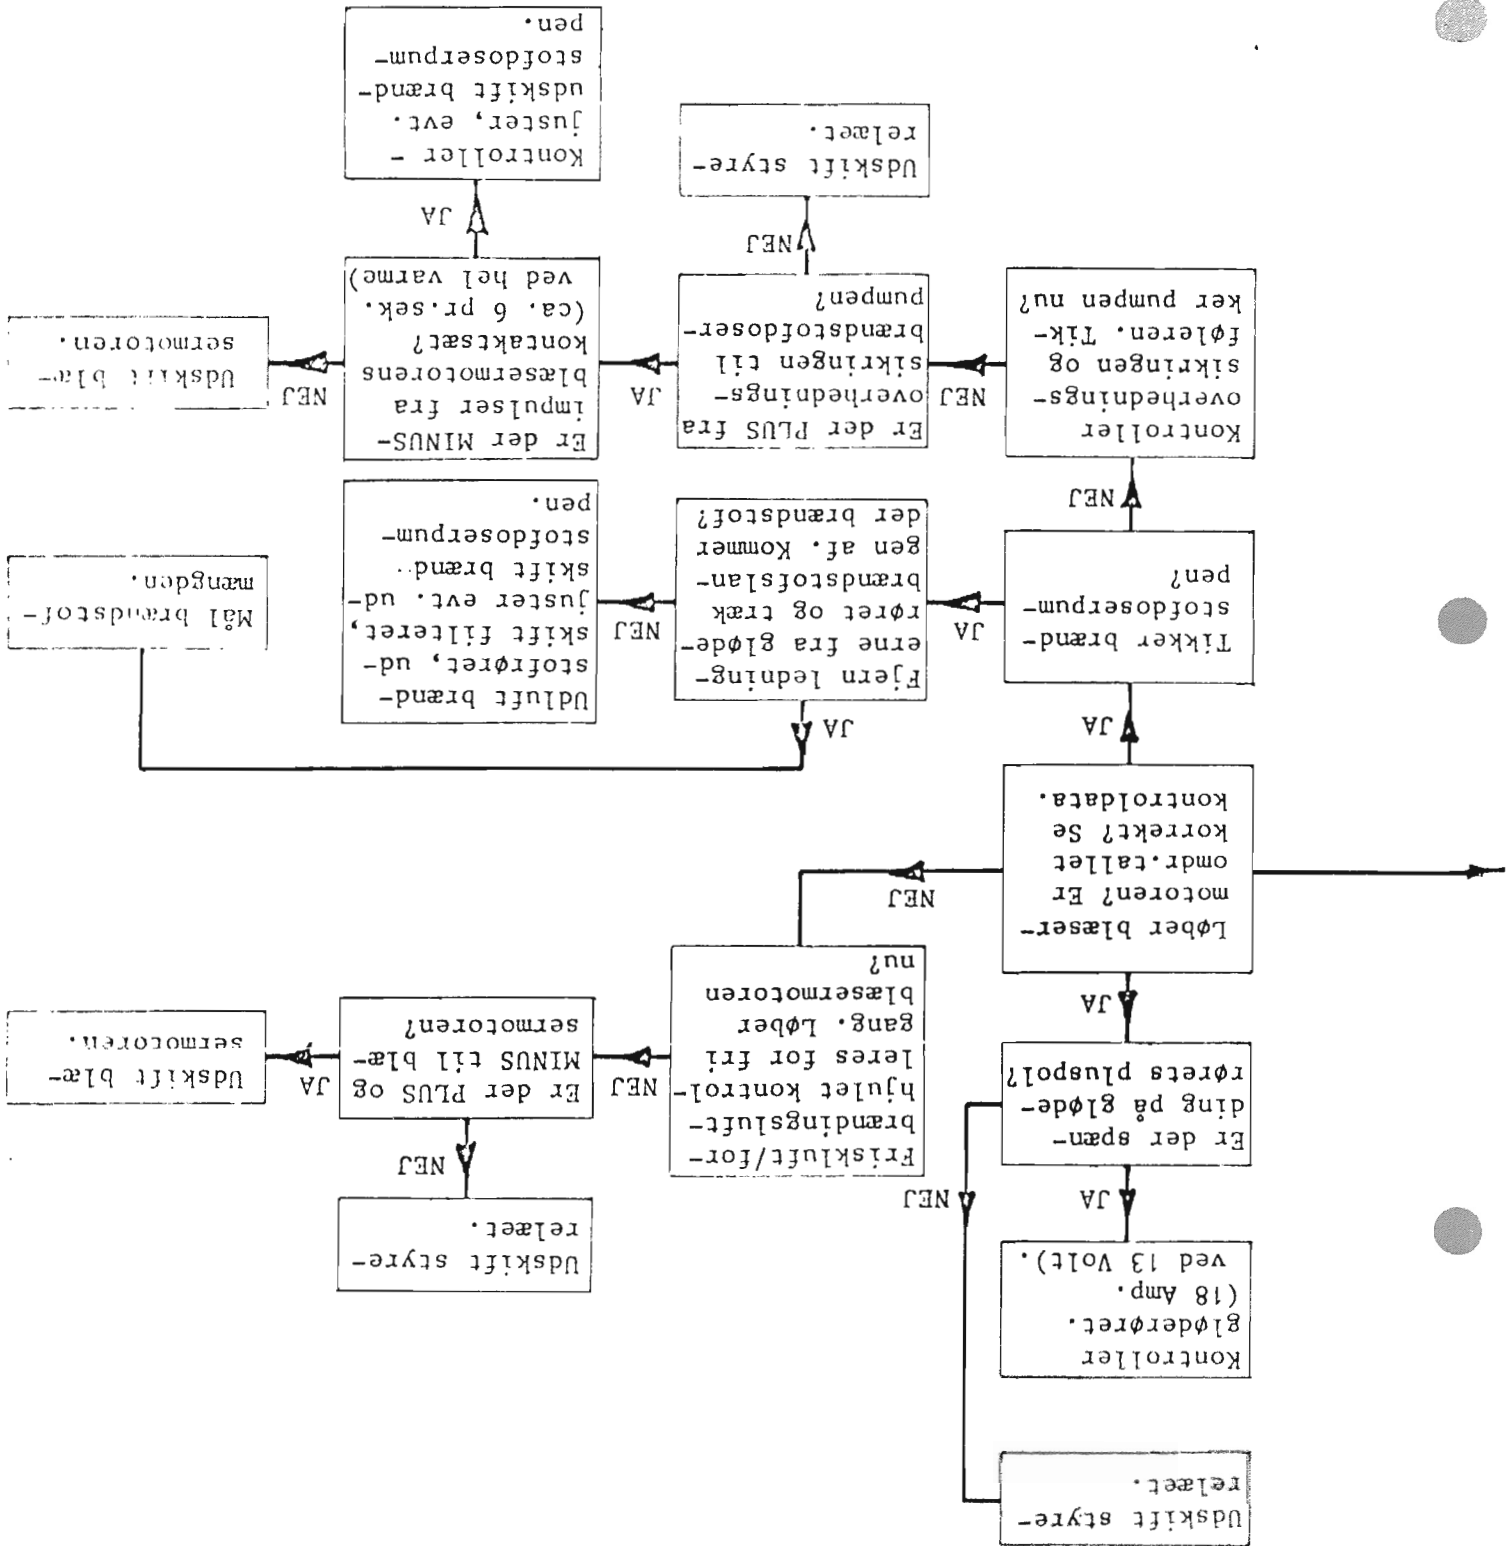 Udskift styre-
relæet.
Kontroller
gløderøret.
(18 Amp.
ved 13 Volt).
JA
NEJ
Er der spæn-
ding på gløde-
rørets pluspol?
JA
Udskift styre-
relæet.
NEJ
Friskluft/for-
brændingsluft-
hjulet kontrol-
leres for fri
gang. Løber
blæsermotoren
nu?
NEJ
Er der PLUS og
MINUS til blæ-
sermotoren?
JA
Udskift blæ-
sermotoren.
Løber blæser-
motoren? Er
omdr.tallet
korrekt? Se
kontroldata.
NEJ
JA
JA
Tikker brænd-
stofdoserpum-
pen?
JA
Fjern ledning-
erne fra gløde-
røret og træk
brændstofslan-
gen af. Kommer
der brændstof?
NEJ
Udluft brænd-
stofrøret, ud-
skift filteret,
juster evt. ud-
skift brænd-
stofdoserpum-
pen.
Mål brændstof-
mængden.
NEJ
Kontroller
overhednings-
sikringen og
føleren. Tik-
ker pumpen nu?
NEJ
Er der PLUS fra
overhednings-
sikringen til
brændstofdoser-
pumpen?
JA
Er der MINUS-
impulser fra
blæsermotorens
kontaktsæt?
(ca. 6 pr.sek.
ved hel varme)
NEJ
Udskift blæ-
sermotoren.
NEJ
Udskift styre-
relæet.
JA
Kontroller -
juster, evt.
udskift brænd-
stofdoserpum-
pen.